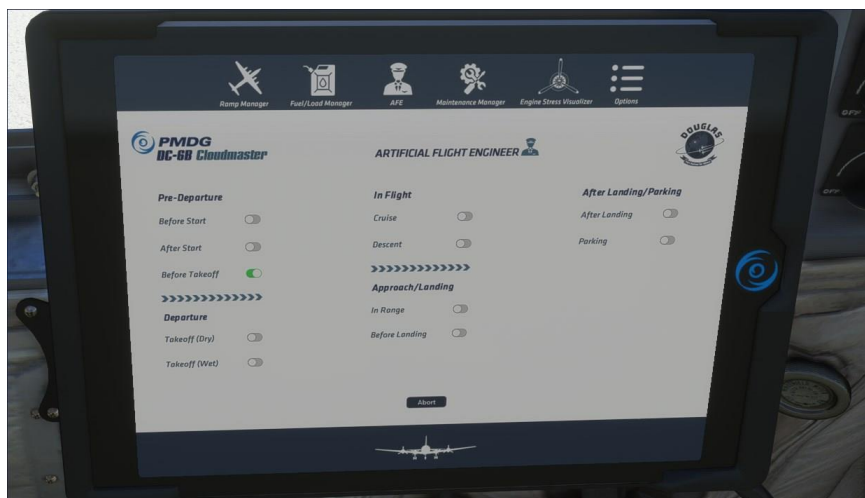 Ramp Manager
Fuel/Load Manager
AFE
Maintenance Manager
Engine Stress Visualizer
Options
PMDG
DC-6B Cloudmaster
ARTIFICIAL FLIGHT ENGINEER
DOUGLAS
Pre-Departure
Before Start
After Start
Before Takeoff
>>>>>>>>>>>>>
Departure
Takeoff (Dry)
Takeoff (Wet)
In Flight
Cruise
Descent
>>>>>>>>>>>>>
Approach/Landing
In Range
Before Landing
After Landing/Parking
After Landing
Parking
Abort
OFF
OFF